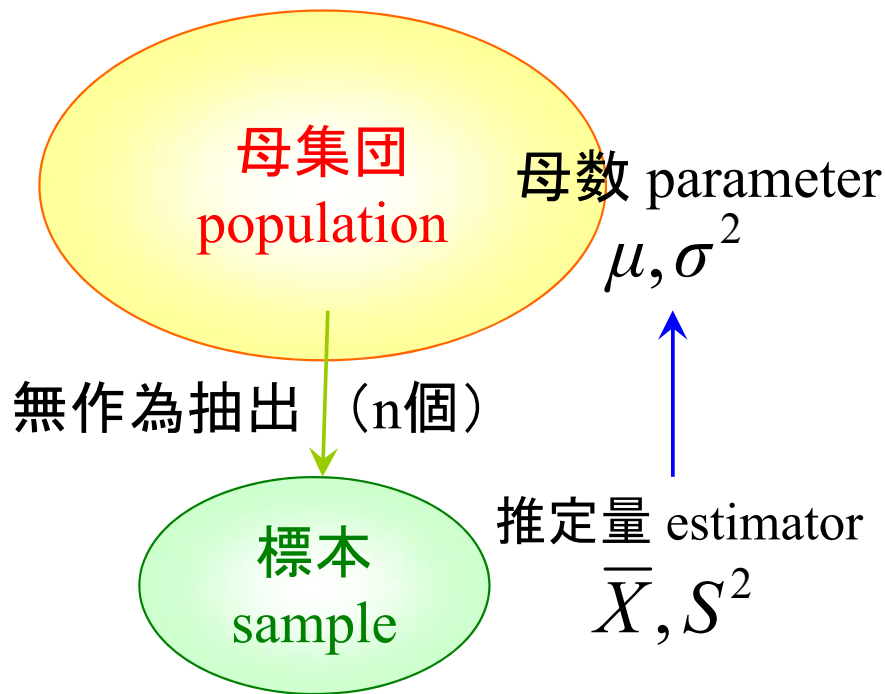 母集団
population
母数 parameter
μ, σ²
無作為抽出 （n個）
標本
sample
推定量 estimator
X̅, S²